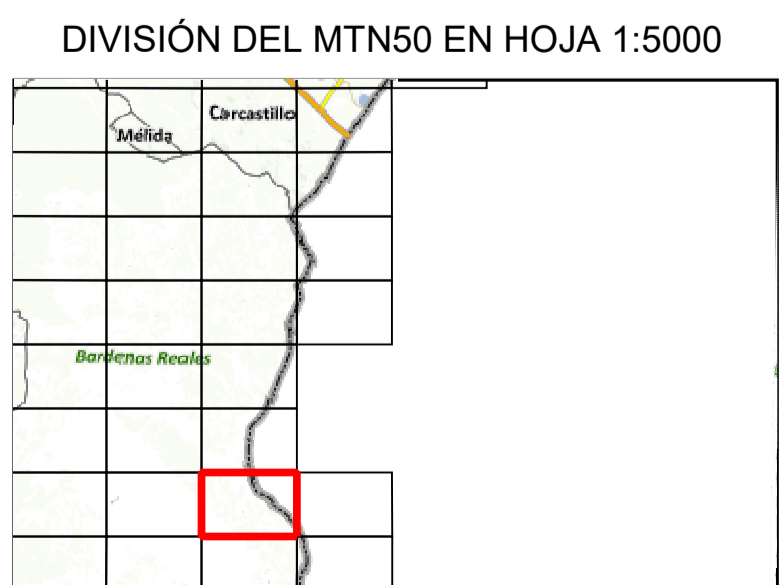 DIVISIÓN DEL MTN50 EN HOJA 1:5000
Carcastillo
Mélida
Bardenas Reales